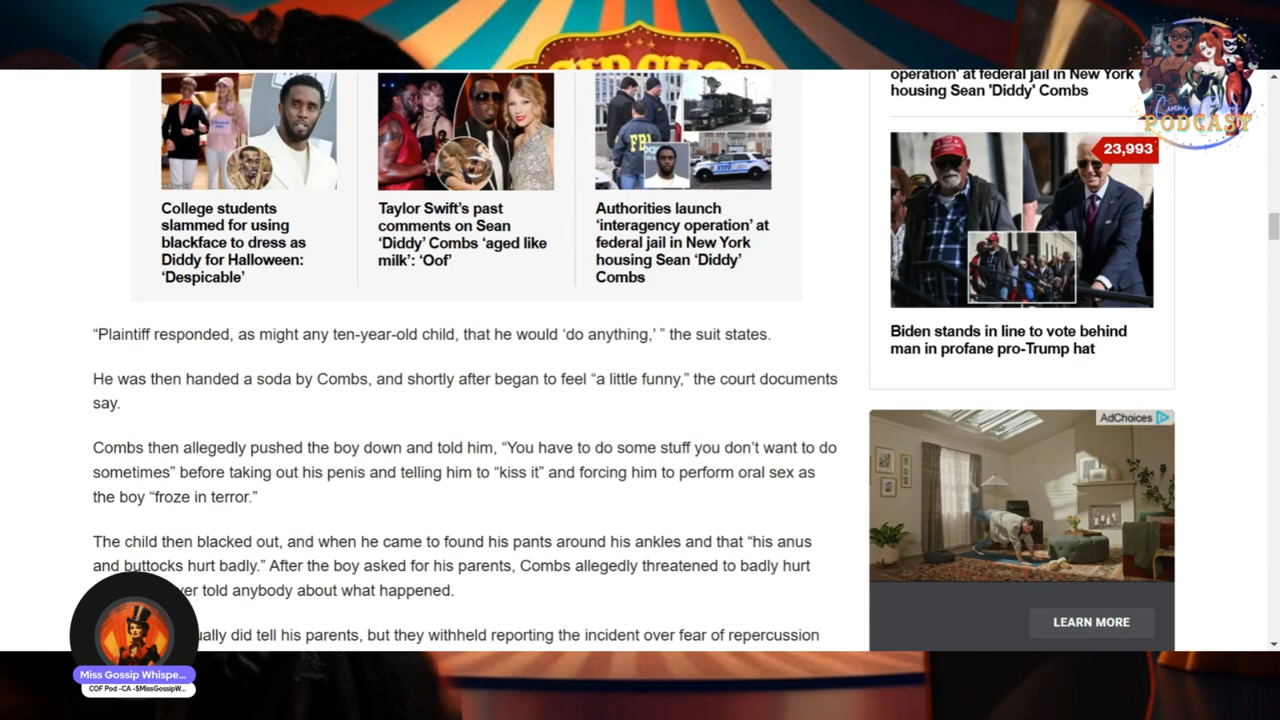 CIRCUS
Circus
PODCAST
operation' at federal jail in New York
housing Sean 'Diddy' Combs
23,993
College students
slammed for using
blackface to dress as
Diddy for Halloween:
‘Despicable’
Taylor Swift’s past
comments on Sean
‘Diddy’ Combs ‘aged like
milk’: ‘Oof’
FBI
Authorities launch
‘interagency operation’ at
federal jail in New York
housing Sean ‘Diddy’
Combs
Biden stands in line to vote behind
man in profane pro-Trump hat
“Plaintiff responded, as might any ten-year-old child, that he would ‘do anything,’ ” the suit states.
He was then handed a soda by Combs, and shortly after began to feel “a little funny,” the court documents
say.
Combs then allegedly pushed the boy down and told him, “You have to do some stuff you don’t want to do
sometimes” before taking out his penis and telling him to “kiss it” and forcing him to perform oral sex as
the boy “froze in terror.”
The child then blacked out, and when he came to found his pants around his ankles and that “his anus
and buttocks hurt badly.” After the boy asked for his parents, Combs allegedly threatened to badly hurt
told anybody about what happened.
did tell his parents, but they withheld reporting the incident over fear of repercussion
AdChoices
LEARN MORE
Miss Gossip Whispe...
COF Pod -CA -$MissGossipW...